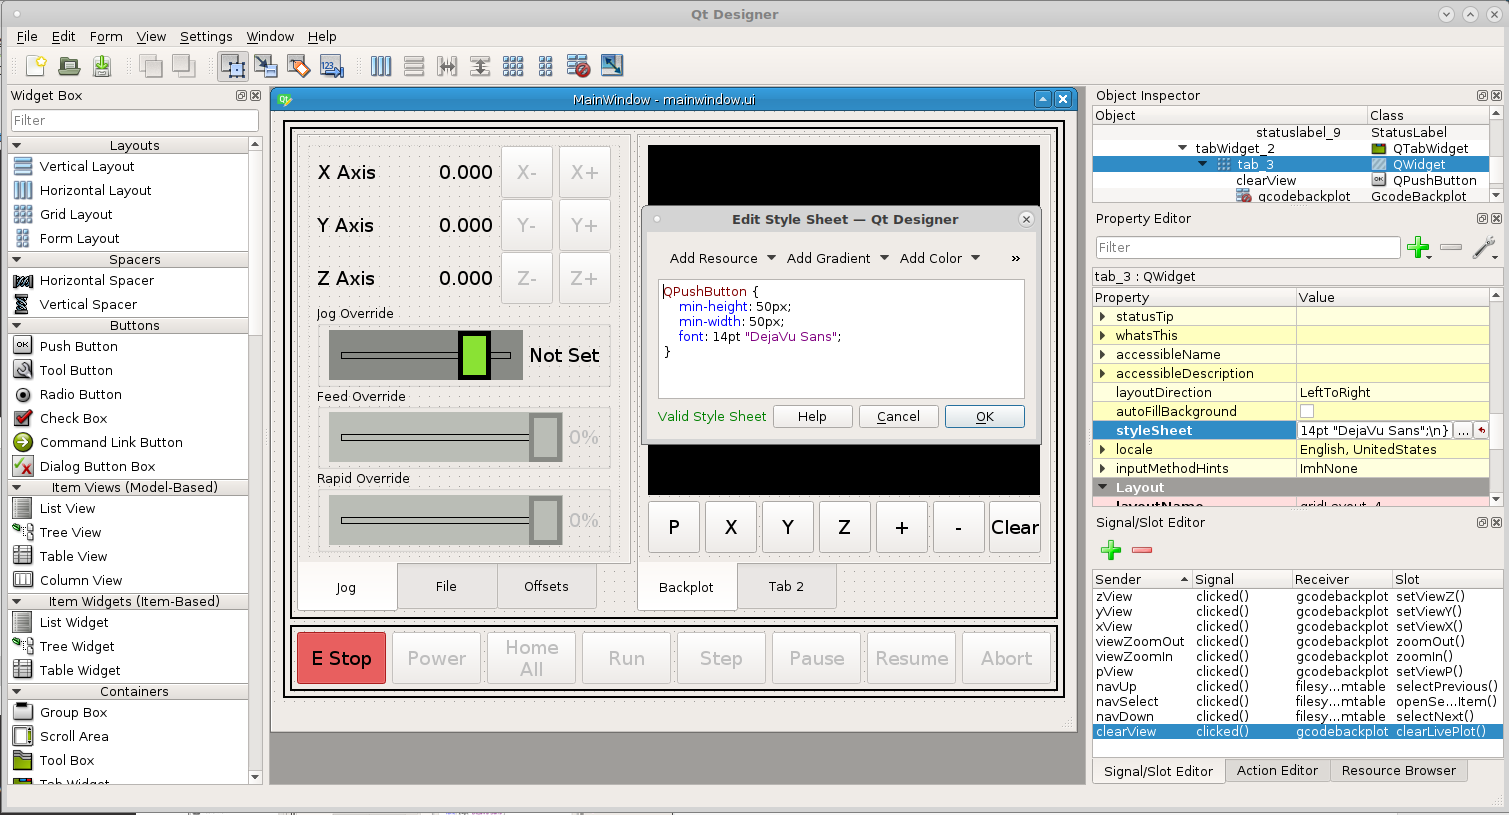 Qt Designer
File Edit Form View Settings Window Help
Widget Box
Filter
Layouts
Vertical Layout
Horizontal Layout
Grid Layout
Form Layout
Spacers
Horizontal Spacer
Vertical Spacer
Buttons
OK Push Button
Tool Button
Radio Button
Check Box
Command Link Button
Dialog Button Box
Item Views (Model-Based)
List View
Tree View
Table View
Column View
Item Widgets (Item-Based)
List Widget
Tree Widget
Table Widget
Containers
Group Box
Scroll Area
Tool Box
Tab Widget
MainWindow - mainwindow.ui
X Axis 0.000 X- X+
Y Axis 0.000 Y- Y+
Z Axis 0.000 Z- Z+
Jog Override
Not Set
Feed Override
0%
Rapid Override
0%
Jog File Offsets
Edit Style Sheet — Qt Designer
Add Resource Add Gradient Add Color »
QPushButton {
min-height: 50px;
min-width: 50px;
font: 14pt "DejaVu Sans";
}
Valid Style Sheet Help Cancel OK
P X Y Z + - Clear
Backplot Tab 2
E Stop Power Home All Run Step Pause Resume Abort
Object Inspector
Object Class
statuslabel_9 StatusLabel
tabWidget_2 QTabWidget
tab_3 QWidget
clearView OK QPushButton
gcodebackplot GcodeBackplot
Property Editor
Filter
tab_3 : QWidget
Property Value
statusTip
whatsThis
accessibleName
accessibleDescription
layoutDirection LeftToRight
autoFillBackground
styleSheet 14pt "DejaVu Sans";\n} ...
locale English, UnitedStates
inputMethodHints ImhNone
Layout
layoutName gridLayout_4
Signal/Slot Editor
Sender Signal Receiver Slot
zView clicked() gcodebackplot setViewZ()
yView clicked() gcodebackplot setViewY()
xView clicked() gcodebackplot setViewX()
viewZoomOut clicked() gcodebackplot zoomOut()
viewZoomIn clicked() gcodebackplot zoomIn()
pView clicked() gcodebackplot setViewP()
navUp clicked() filesy...mtable selectPrevious()
navSelect clicked() filesy...mtable openSe...Item()
navDown clicked() filesy...mtable selectNext()
clearView clicked() gcodebackplot clearLivePlot()
Signal/Slot Editor Action Editor Resource Browser